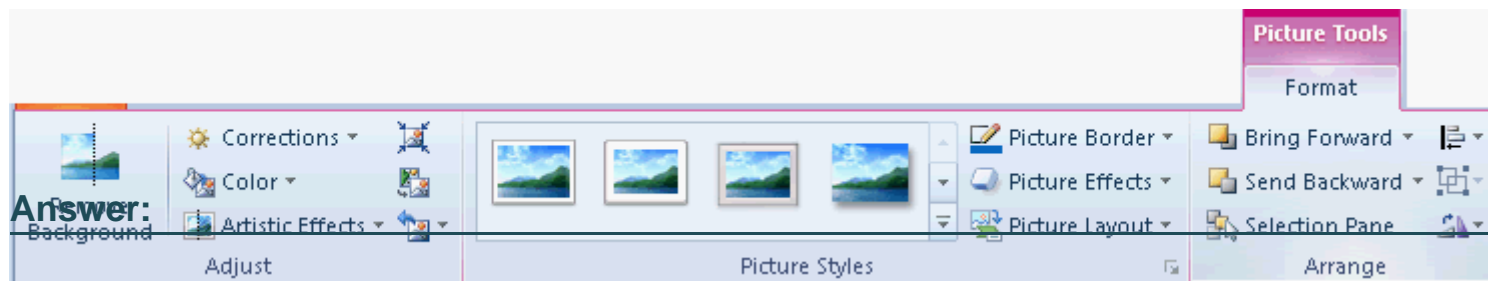 Picture Tools
Format
Corrections
Picture Border
Bring Forward
Color
Picture Effects
Send Backward
Answer:
Background
Artistic Effects
Picture Layout
Selection Pane
Adjust
Picture Styles
Arrange